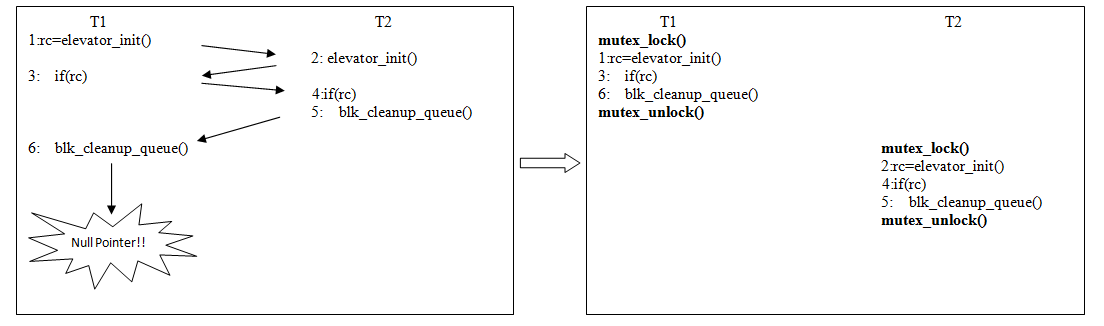 T1 T2
1:rc=elevator_init()
2: elevator_init()
3: if(rc)
4:if(rc)
5: blk_cleanup_queue()
6: blk_cleanup_queue()
Null Pointer!!
T1 T2
mutex_lock()
1:rc=elevator_init()
3: if(rc)
6: blk_cleanup_queue()
mutex_unlock()
mutex_lock()
2:rc=elevator_init()
4:if(rc)
5: blk_cleanup_queue()
mutex_unlock()